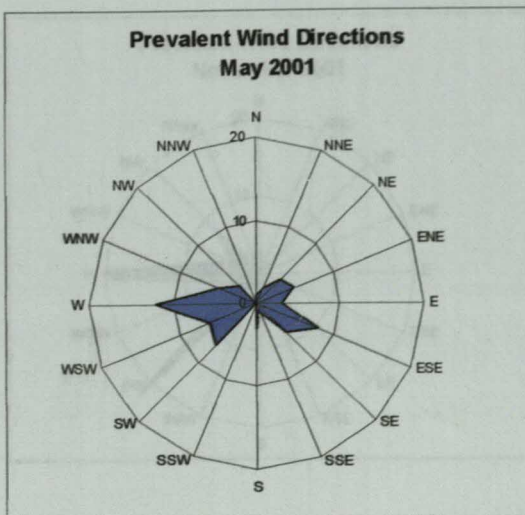 Prevalent Wind Directions
May 2001
N
NNW
NNE
20
NW
NE
10
WNW
ENE
W
0
E
WSW
ESE
SW
SE
SSW
SSE
S